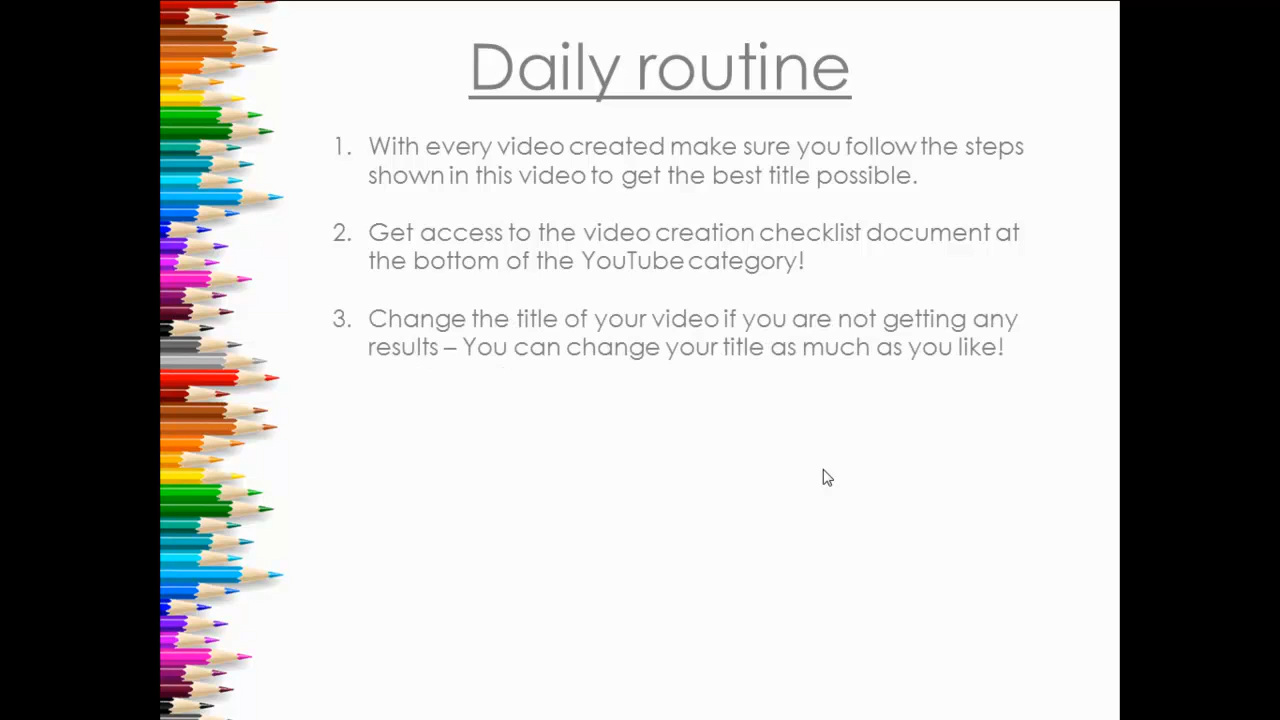 Daily routine
1. With every video created make sure you follow the steps
shown in this video to get the best title possible.
2. Get access to the video creation checklist document at
the bottom of the YouTube category!
3. Change the title of your video if you are not getting any
results – You can change your title as much as you like!